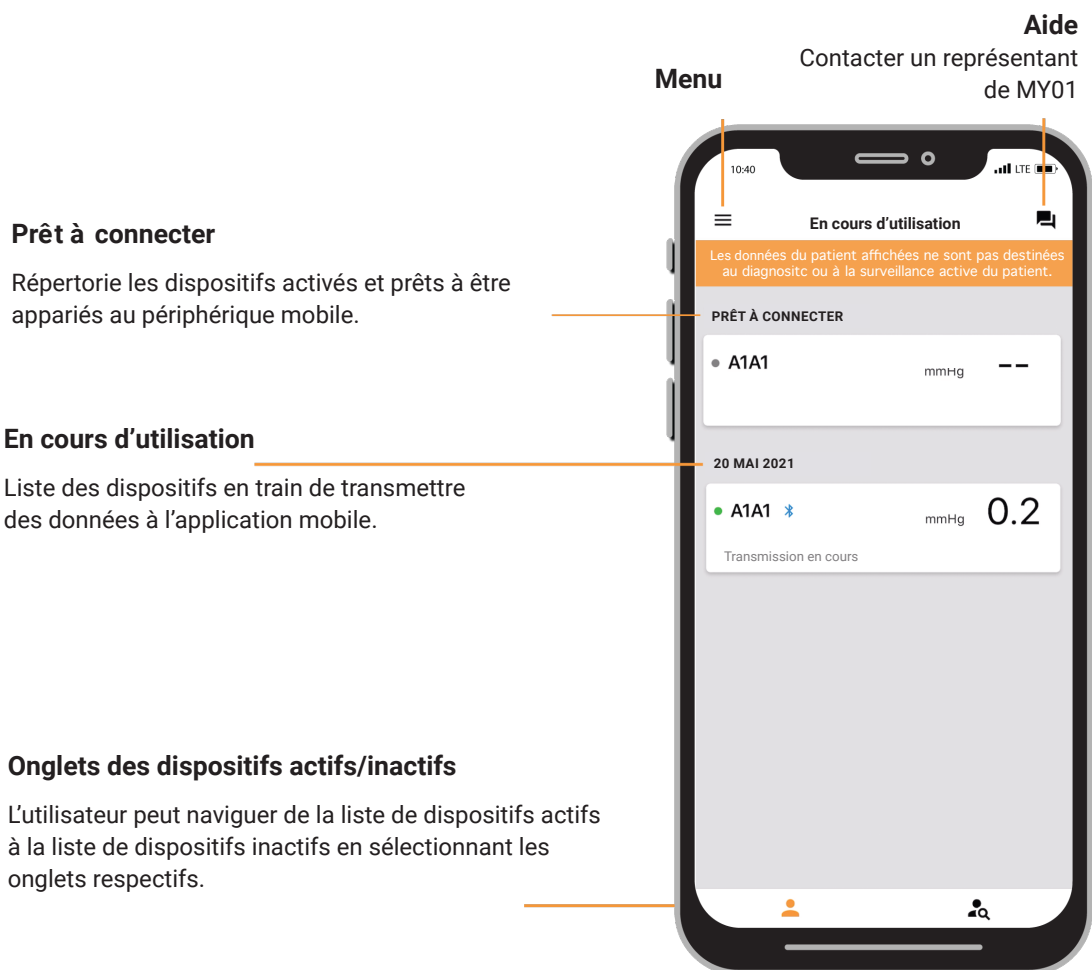 Aide
Contacter un représentant
de MY01
Menu
10:40
LTE
En cours d’utilisation
Les données du patient affichées ne sont pas destinées
au diagnositc ou à la surveillance active du patient.
Prêt à connecter
Répertorie les dispositifs activés et prêts à être
appariés au périphérique mobile.
PRÊT À CONNECTER
A1A1 mmHg --
En cours d’utilisation
Liste des dispositifs en train de transmettre
des données à l’application mobile.
20 MAI 2021
A1A1 mmHg 0.2
Transmission en cours
Onglets des dispositifs actifs/inactifs
L’utilisateur peut naviguer de la liste de dispositifs actifs
à la liste de dispositifs inactifs en sélectionnant les
onglets respectifs.